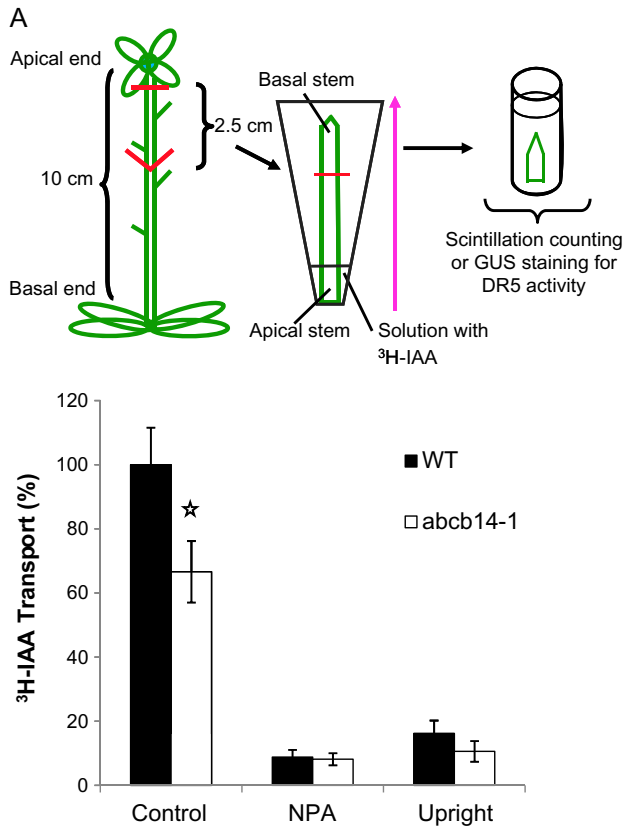 A
Apical end
Basal stem
2.5 cm
10 cm
Scintillation counting
or GUS staining for
DR5 activity
Basal end
Apical stem
Solution with
³H-IAA
120
100
80
60
40
20
0
³H-IAA Transport (%)
WT
abcb14-1
Control
NPA
Upright